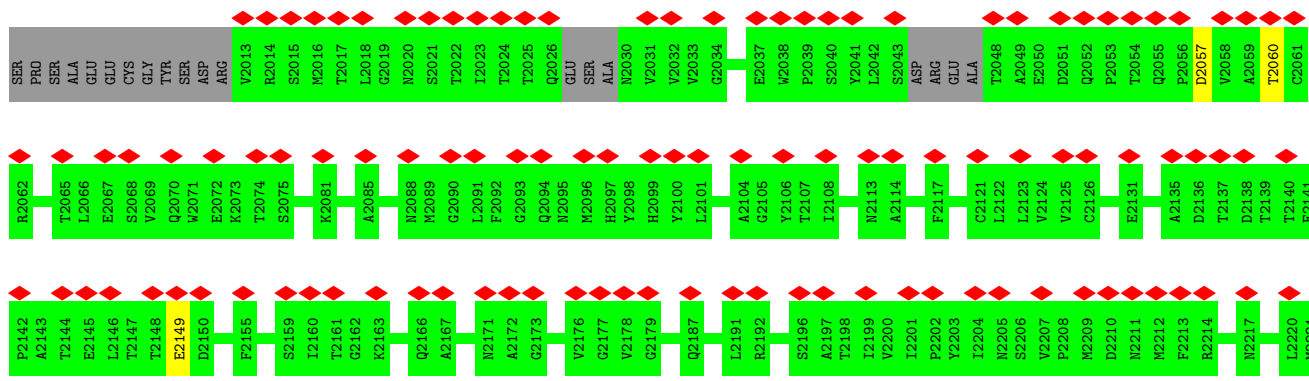 SER PRO SER ALA GLU GLU CYS GLY TYR SER ASP ARG V2013 R2014 S2015 M2016 T2017 L2018 G2019 N2020 S2021 T2022 I2023 T2024 T2025 Q2026 GLU SER ALA N2030 V2031 V2032 V2033 G2034 E2037 W2038 P2039 S2040 Y2041 L2042 S2043 ASP ARG GLU ALA T2048 A2049 E2050 D2051 Q2052 P2053 T2054 Q2055 P2056 D2057 V2058 A2059 T2060 C2061
R2062 T2065 L2066 E2067 S2068 V2069 Q2070 W2071 E2072 K2073 T2074 S2075 K2081 A2085 N2088 M2089 G2090 L2091 F2092 G2093 Q2094 N2095 M2096 H2097 Y2098 H2099 Y2100 L2101 A2104 G2105 Y2106 T2107 I2108 N2113 A2114 F2117 C2121 L2122 L2123 V2124 V2125 C2126 E2131 A2135 D2136 T2137 D2138 T2139 T2140
P2142 A2143 T2144 E2145 L2146 T2147 T2148 E2149 D2150 F2155 S2159 I2160 T2161 G2162 K2163 Q2166 A2167 N2171 A2172 G2173 V2176 G2177 V2178 G2179 Q2187 L2191 R2192 S2196 A2197 T2198 I2199 V2200 I2201 P2202 Y2203 I2204 N2205 S2206 V2207 P2208 M2209 D2210 N2211 M2212 F2213 R2214 N2217 L2220